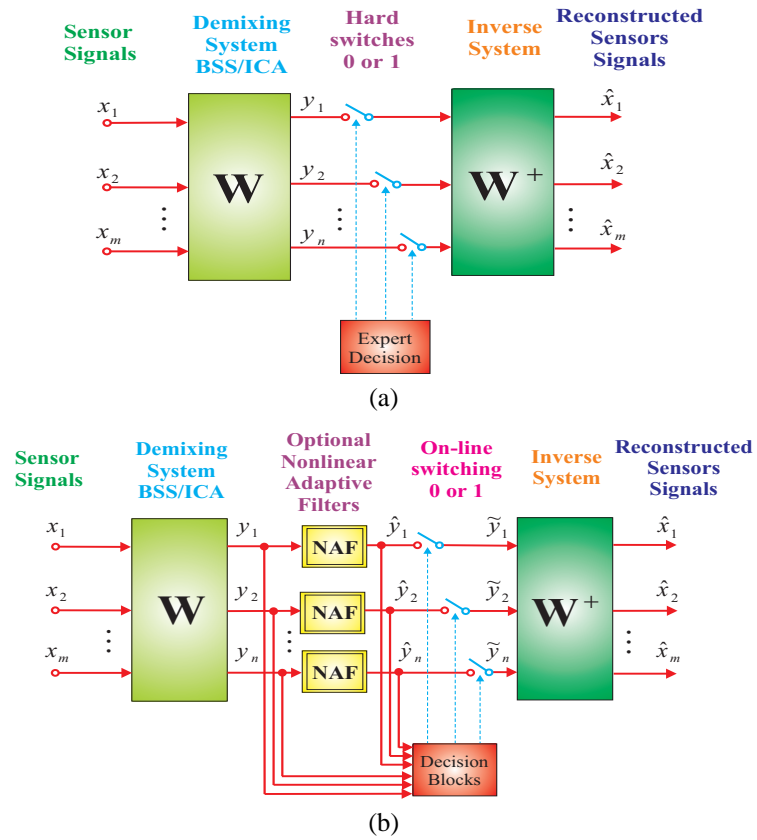 Sensor
Signals
Demixing
System
BSS/ICA
Hard
switches
0 or 1
Inverse
System
Reconstructed
Sensors
Signals
x₁
x₂
⋮
xₘ
W
y₁
y₂
⋮
yₙ
W⁺
x̂₁
x̂₂
⋮
x̂ₘ
Expert
Decision
(a)
Sensor
Signals
Demixing
System
BSS/ICA
Optional
Nonlinear
Adaptive
Filters
On-line
switching
0 or 1
Inverse
System
Reconstructed
Sensors
Signals
x₁
x₂
⋮
xₘ
W
y₁
y₂
⋮
yₙ
NAF
NAF
NAF
ŷ₁
ŷ₂
ŷₙ
ỹ₁
ỹ₂
ỹₙ
W⁺
x̂₁
x̂₂
⋮
x̂ₘ
Decision
Blocks
(b)